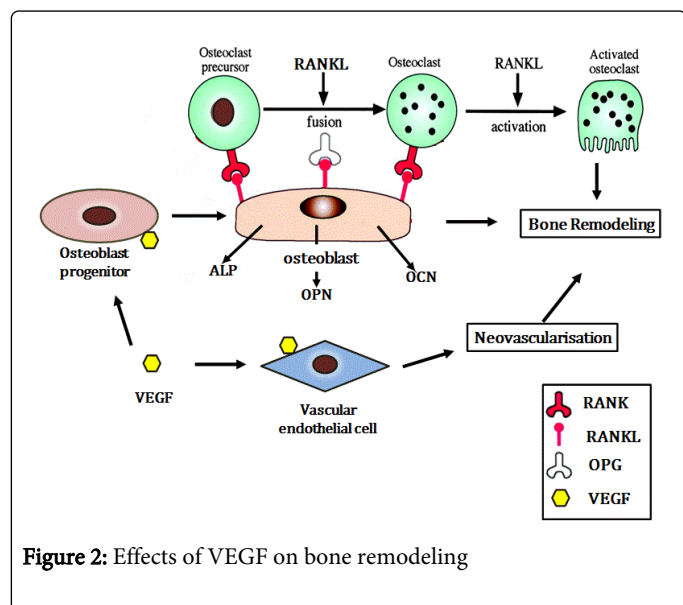 Osteoclast
precursor
RANKL
Osteoclast
RANKL
Activated
osteoclast
fusion
activation
Osteoblast
progenitor
ALP
osteoblast
OPN
OCN
Bone Remodeling
VEGF
Vascular
endothelial cell
Neovascularisation
RANK
RANKL
OPG
VEGF
Figure 2: Effects of VEGF on bone remodeling